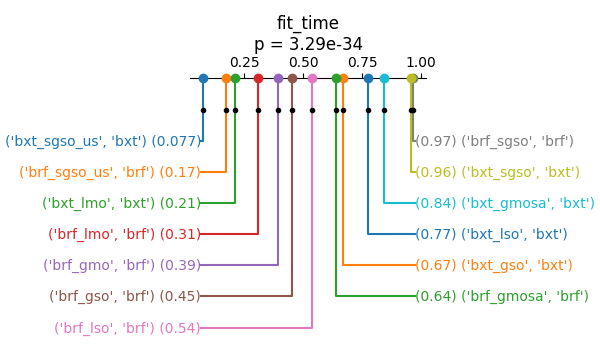 fit_time
p = 3.29e-34
0.25 0.50 0.75 1.00
('bxt_sgso_us', 'bxt') (0.077) (0.97) ('brf_sgso', 'brf')
('brf_sgso_us', 'brf') (0.17) (0.96) ('bxt_sgso', 'bxt')
('bxt_lmo', 'bxt') (0.21) (0.84) ('bxt_gmosa', 'bxt')
('brf_lmo', 'brf') (0.31) (0.77) ('bxt_lso', 'bxt')
('brf_gmo', 'brf') (0.39) (0.67) ('bxt_gso', 'bxt')
('brf_gso', 'brf') (0.45) (0.64) ('brf_gmosa', 'brf')
('brf_lso', 'brf') (0.54)